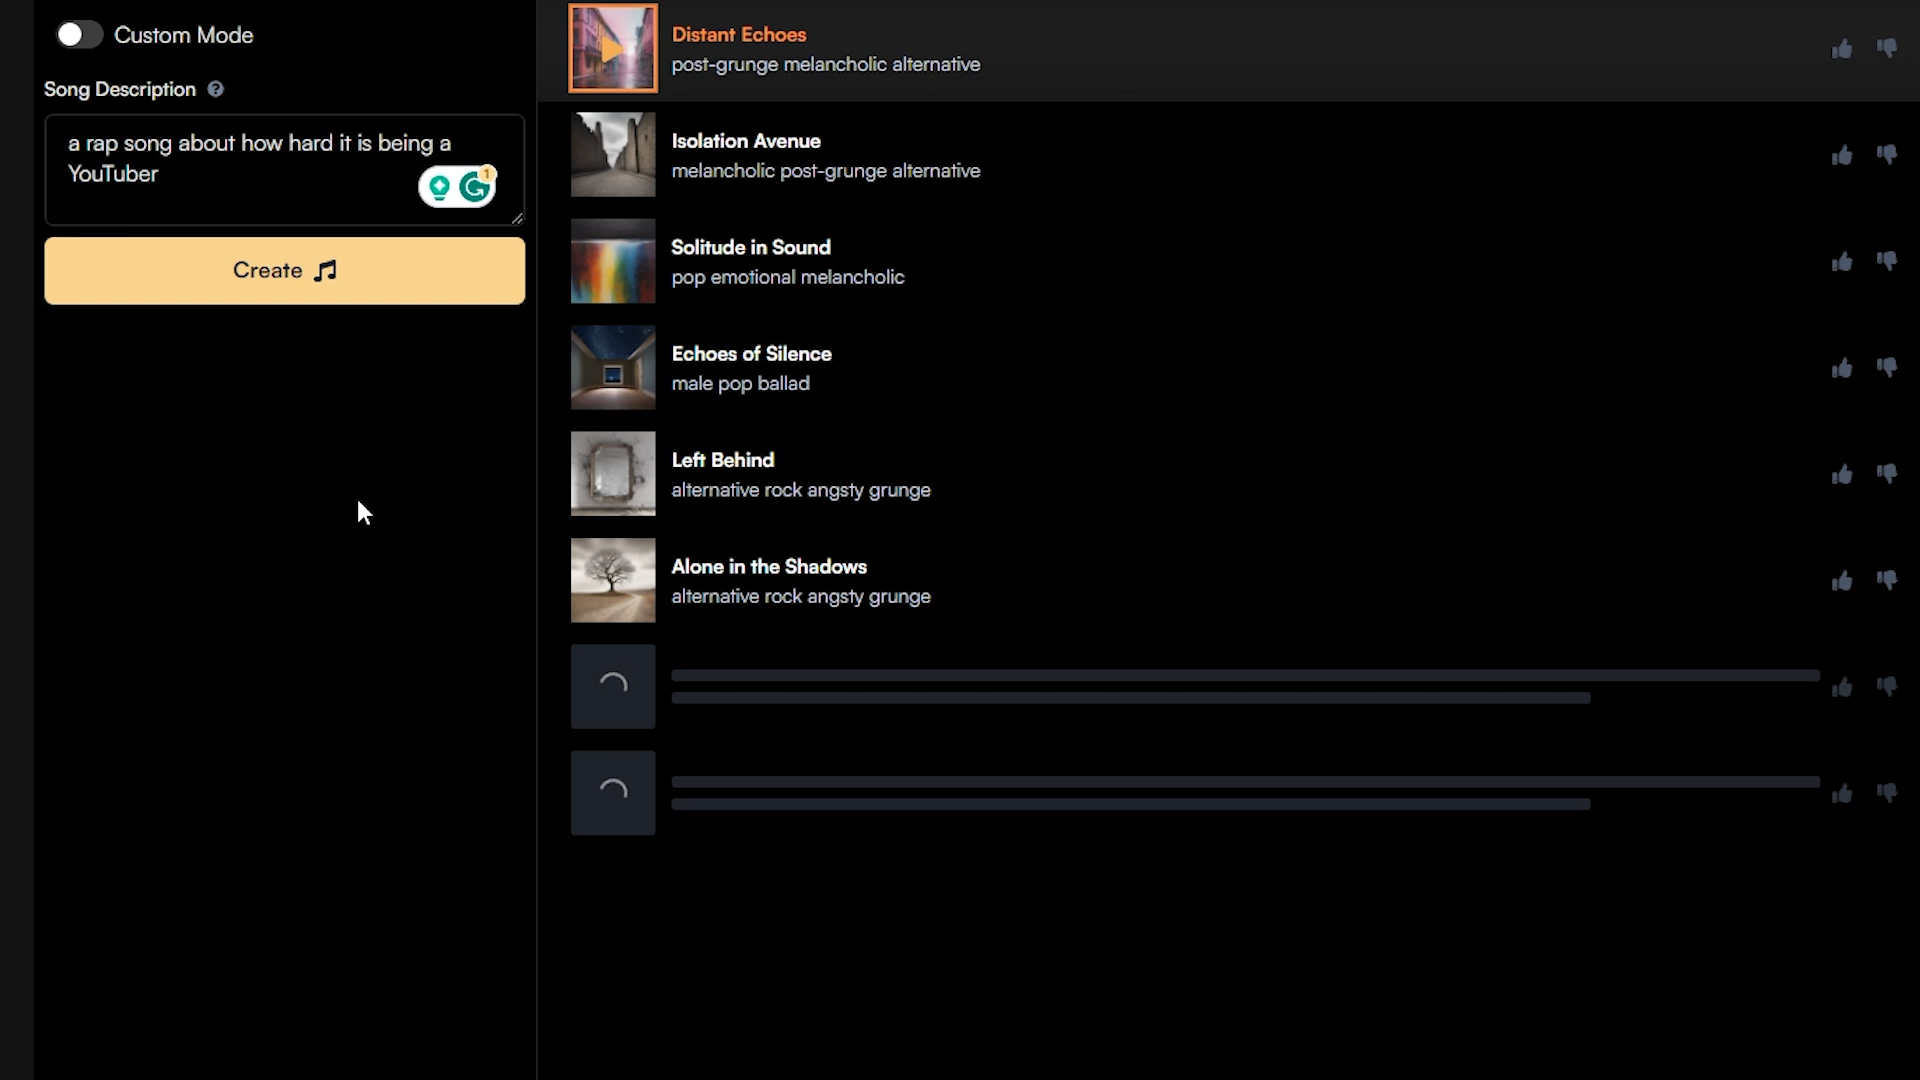 Custom Mode
Song Description
a rap song about how hard it is being a
YouTuber
1
Create
Distant Echoes
post-grunge melancholic alternative
Isolation Avenue
melancholic post-grunge alternative
Solitude in Sound
pop emotional melancholic
Echoes of Silence
male pop ballad
Left Behind
alternative rock angsty grunge
Alone in the Shadows
alternative rock angsty grunge